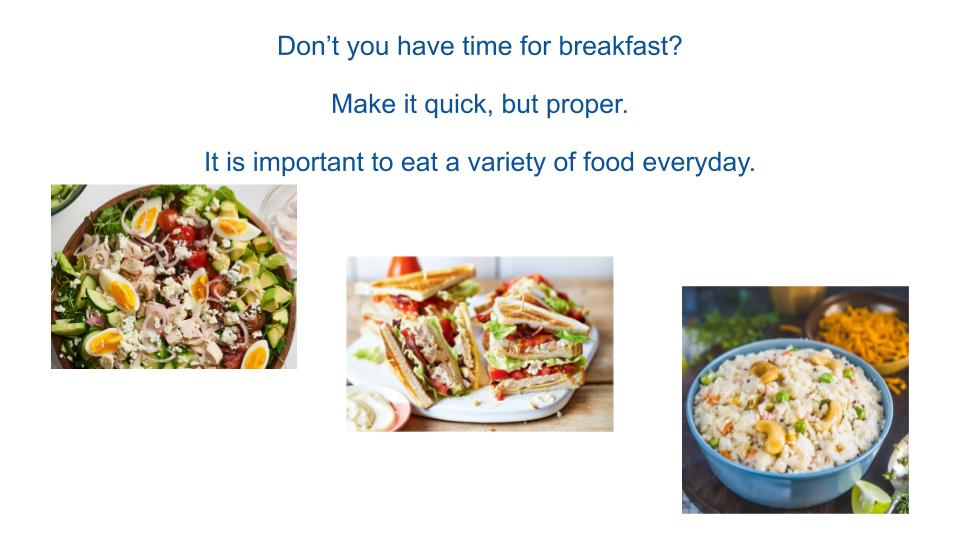 Don’t you have time for breakfast?
Make it quick, but proper.
It is important to eat a variety of food everyday.